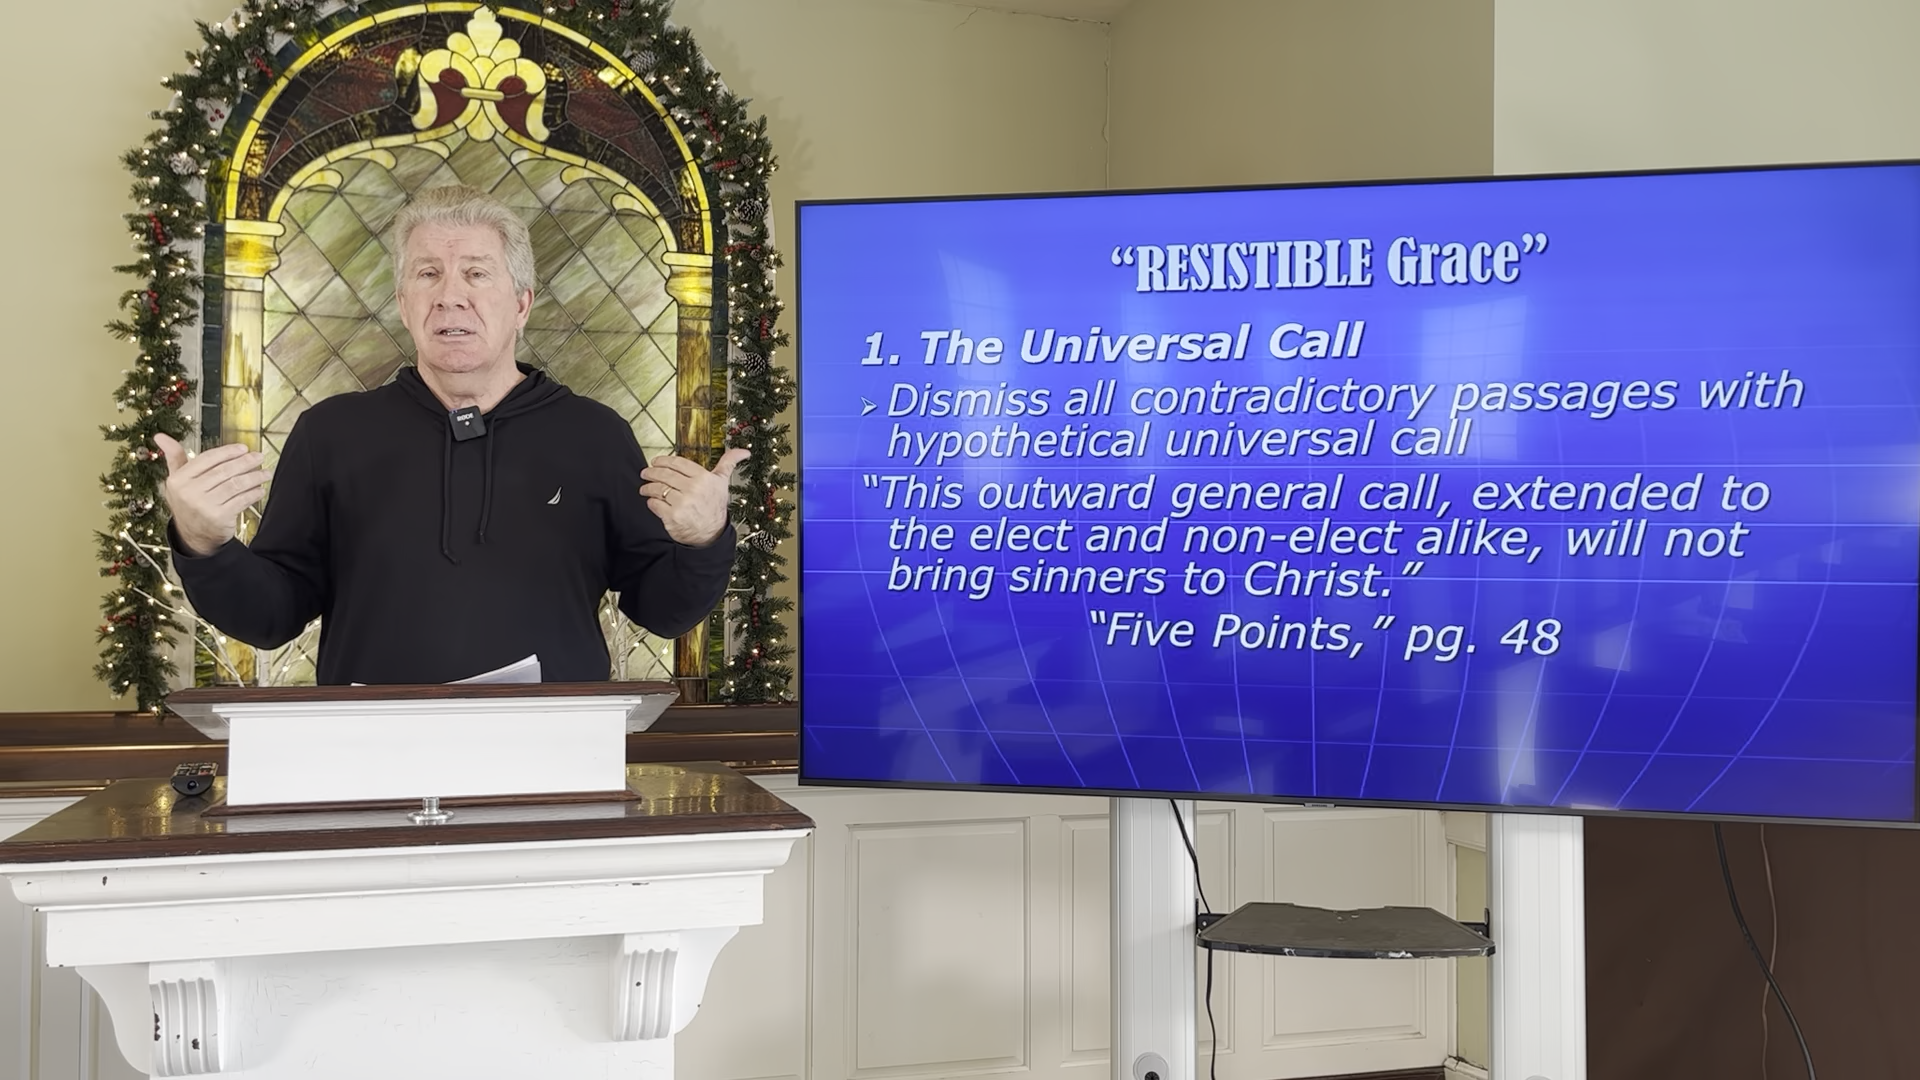 “RESISTIBLE Grace”
1. The Universal Call
Dismiss all contradictory passages with
hypothetical universal call
“This outward general call, extended to
the elect and non-elect alike, will not
bring sinners to Christ.”
“Five Points,” pg. 48
RODE